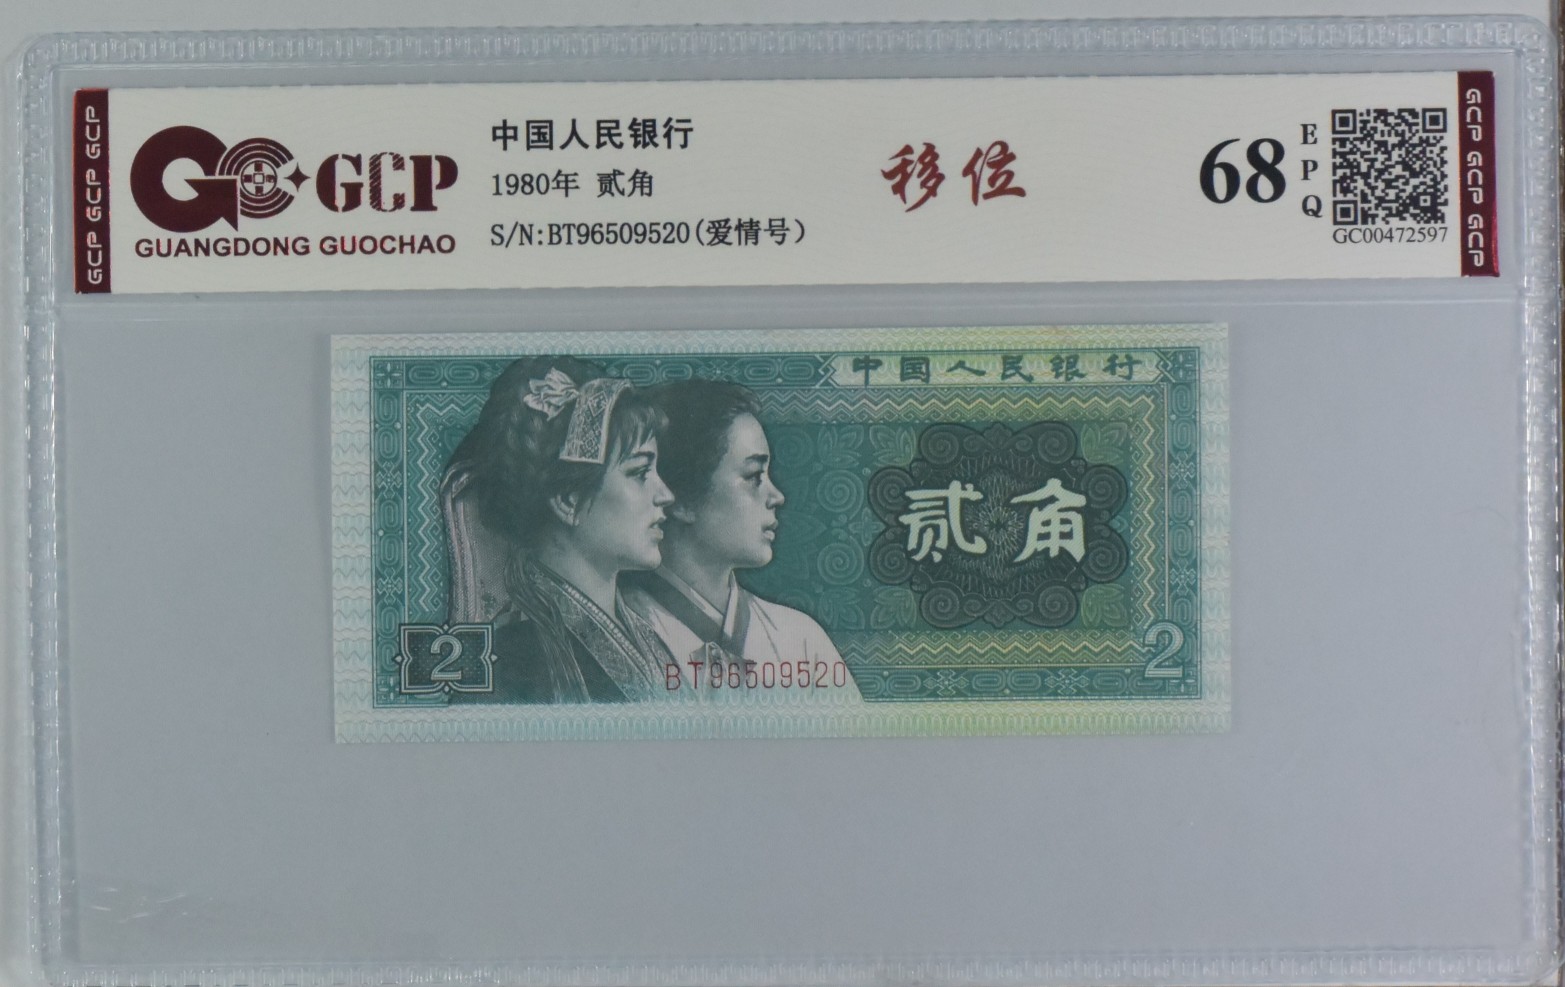 GCP GCP GCP
GCP
GUANGDONG GUOCHAO
中国人民银行
1980年 贰角
S/N:BT96509520(爱情号)
移位
68
EPQ
GC00472597
GCP GCP GCP
中国人民银行
贰角
2
2
BT96509520